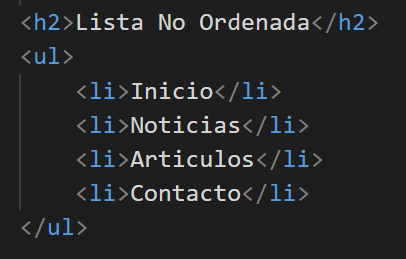 <h2>Lista No Ordenada</h2>
<ul>
<li>Inicio</li>
<li>Noticias</li>
<li>Articulos</li>
<li>Contacto</li>
</ul>